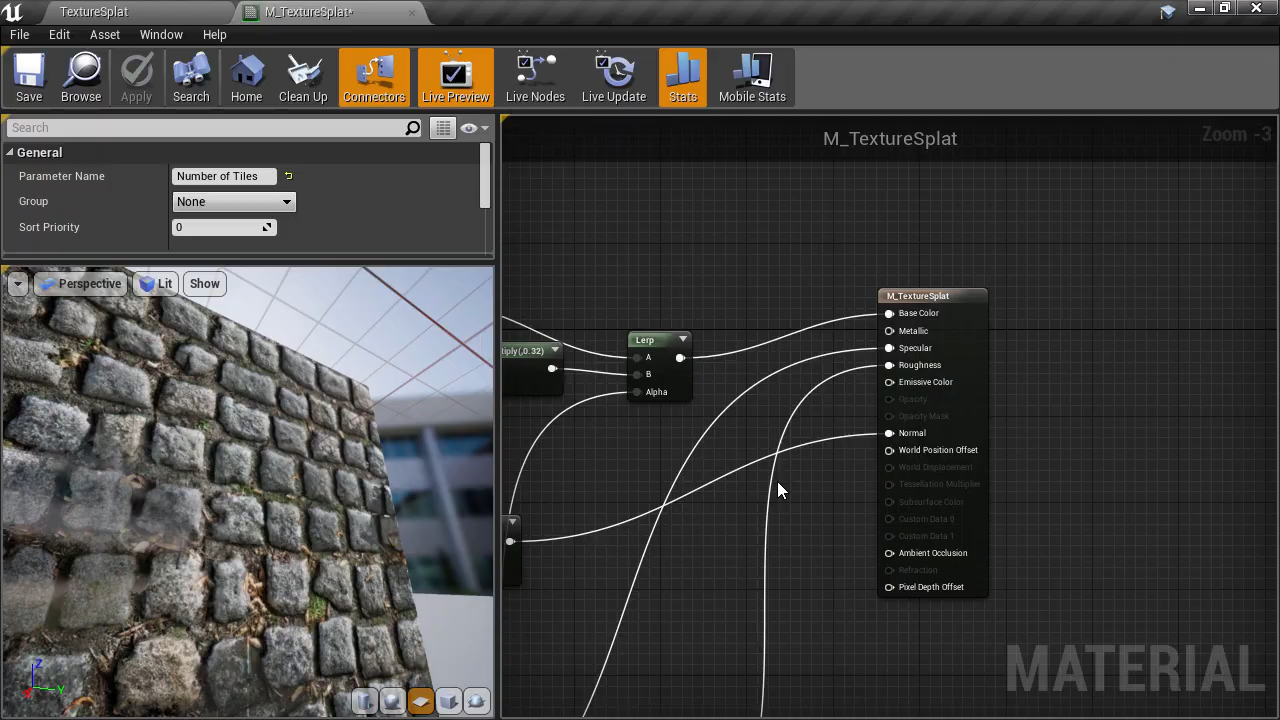 TextureSplat
M_TextureSplat*
File Edit Asset Window Help
Save Browse Apply Search Home Clean Up Connectors Live Preview Live Nodes Live Update Stats Mobile Stats
Search
General
Parameter Name Number of Tiles
Group None
Sort Priority 0
Perspective Lit Show
Z
Y
M_TextureSplat
Zoom -3
tiply(,0.32)
Lerp
A
B
Alpha
M_TextureSplat
Base Color
Metallic
Specular
Roughness
Emissive Color
Opacity
Opacity Mask
Normal
World Position Offset
World Displacement
Tessellation Multiplier
Subsurface Color
Custom Data 0
Custom Data 1
Ambient Occlusion
Refraction
Pixel Depth Offset
MATERIAL